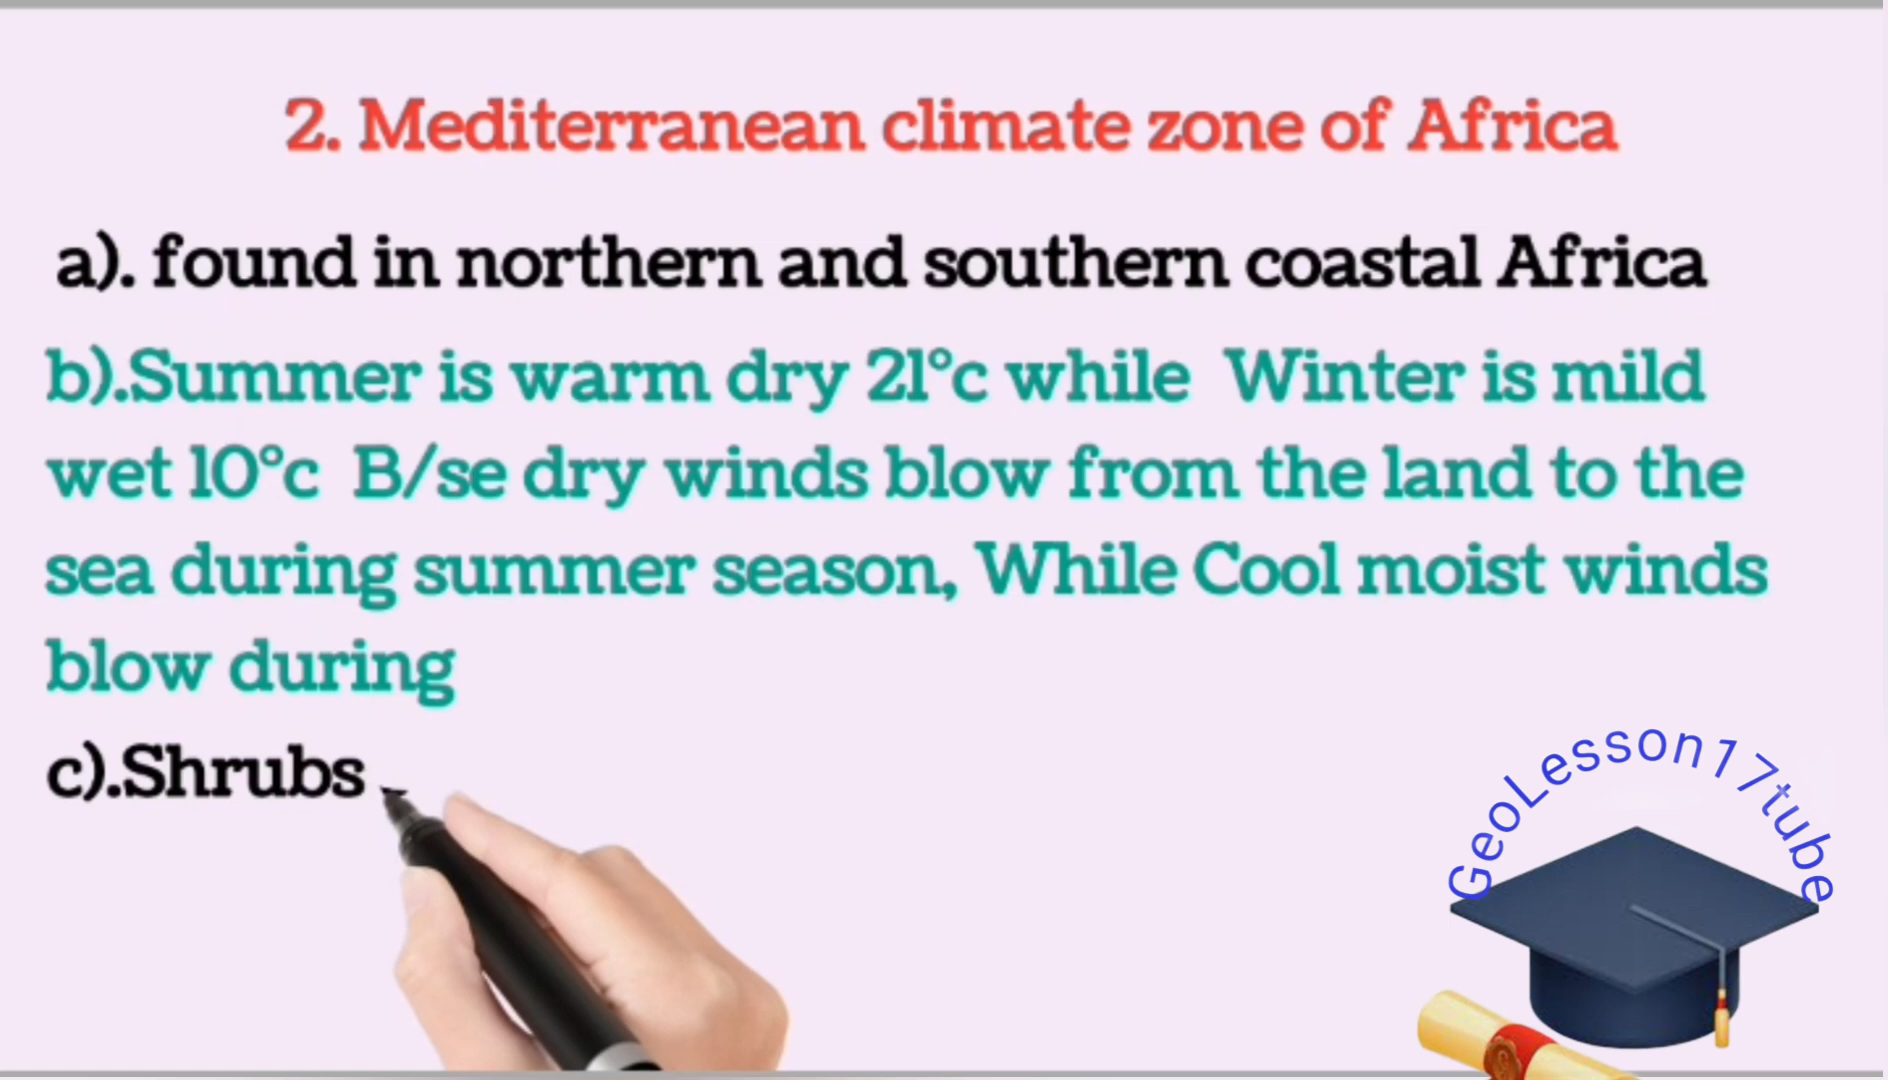 2. Mediterranean climate zone of Africa
a). found in northern and southern coastal Africa
b).Summer is warm dry 21°c while Winter is mild
wet 10°c B/se dry winds blow from the land to the
sea during summer season, While Cool moist winds
blow during
c).Shrubs
GeoLesson17tube